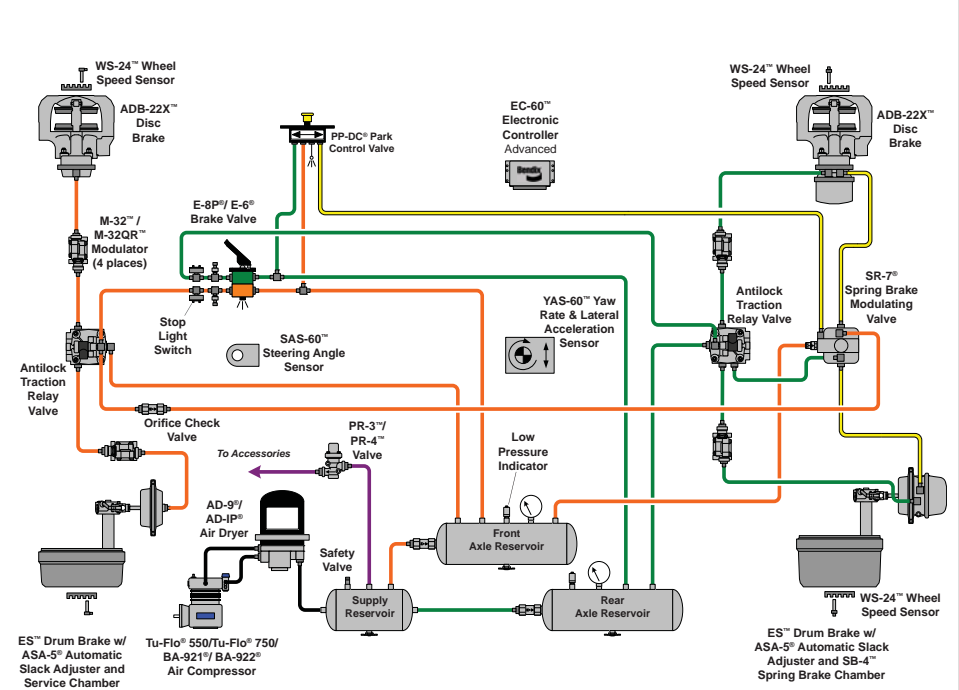 WS-24™ Wheel
Speed Sensor
ADB-22X™
Disc
Brake
PP-DC® Park
Control Valve
EC-60™
Electronic
Controller
Advanced
Bendix
WS-24™ Wheel
Speed Sensor
ADB-22X™
Disc
Brake
E-8P®/ E-6®
Brake Valve
M-32™ /
M-32QR™
Modulator
(4 places)
Stop
Light
Switch
SAS-60™
Steering Angle
Sensor
YAS-60™ Yaw
Rate & Lateral
Acceleration
Sensor
Antilock
Traction
Relay Valve
SR-7®
Spring Brake
Modulating
Valve
Antilock
Traction
Relay
Valve
Orifice Check
Valve
PR-3™/
PR-4™
Valve
To Accessories
Low
Pressure
Indicator
AD-9®/
AD-IP®
Air Dryer
Safety
Valve
Front
Axle Reservoir
Supply
Reservoir
Rear
Axle Reservoir
WS-24™ Wheel
Speed Sensor
ES™ Drum Brake w/
ASA-5® Automatic
Slack Adjuster and
Service Chamber
Tu-Flo® 550/Tu-Flo® 750/
BA-921®/ BA-922®
Air Compressor
ES™ Drum Brake w/
ASA-5® Automatic Slack
Adjuster and SB-4™
Spring Brake Chamber